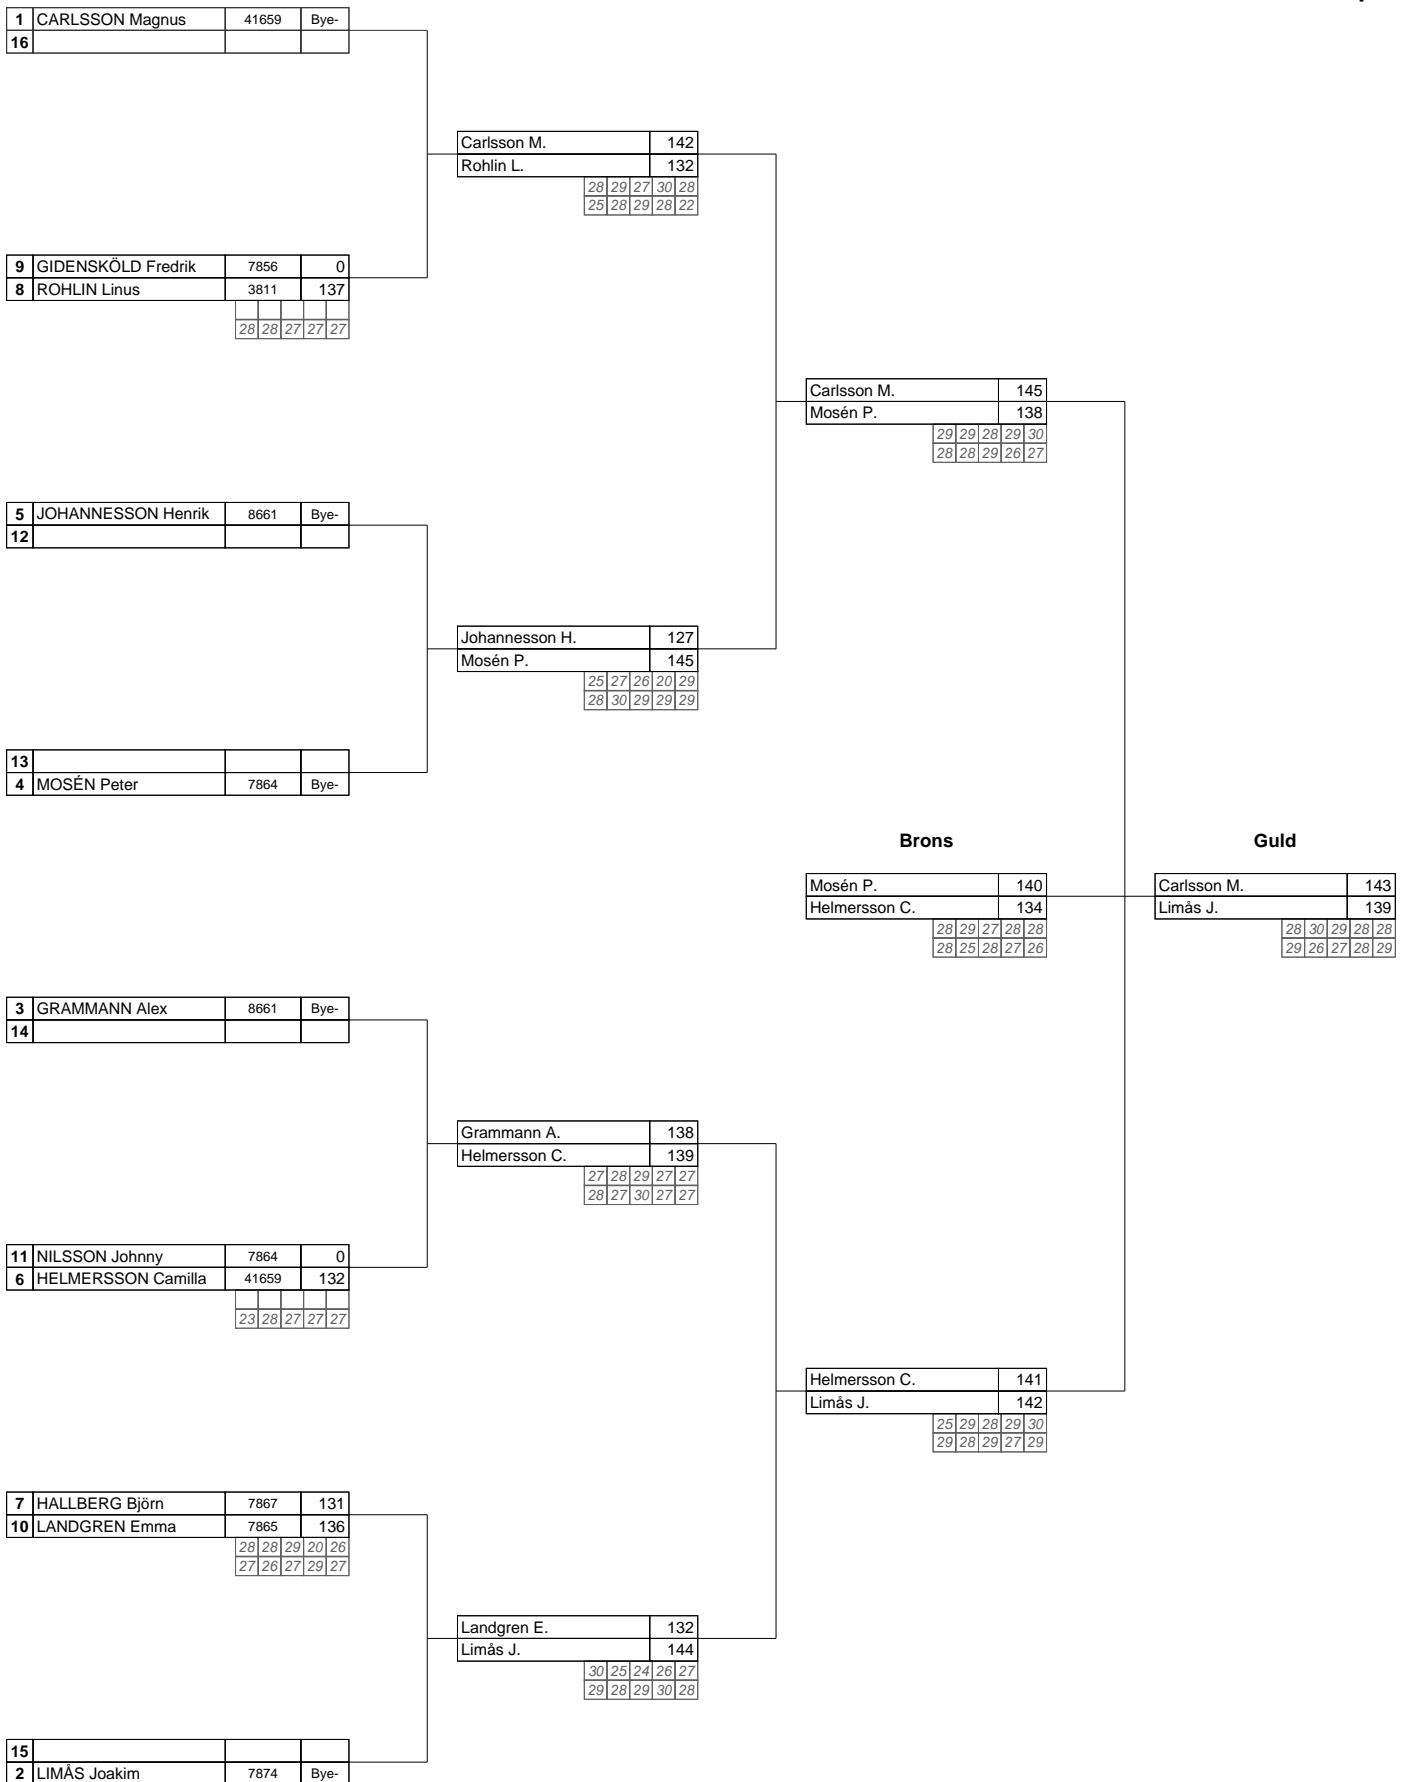 1 CARLSSON Magnus 41659 Bye-
16
Carlsson M. 142
Rohlin L. 132
28 29 27 30 28
25 28 29 28 22
9 GIDENSKÖLD Fredrik 7856 0
8 ROHLIN Linus 3811 137
28 28 27 27 27
Carlsson M. 145
Mosén P. 138
29 29 28 29 30
28 28 29 26 27
5 JOHANNESSON Henrik 8661 Bye-
12
Johannesson H. 127
Mosén P. 145
25 27 26 20 29
28 30 29 29 29
13
4 MOSÉN Peter 7864 Bye-
Brons Guld
Mosén P. 140 Carlsson M. 143
Helmersson C. 134 Limås J. 139
28 29 27 28 28 28 30 29 28 28
28 25 28 27 26 29 26 27 28 29
3 GRAMMANN Alex 8661 Bye-
14
Grammann A. 138
Helmersson C. 139
27 28 29 27 27
28 27 30 27 27
11 NILSSON Johnny 7864 0
6 HELMERSSON Camilla 41659 132
23 28 27 27 27
Helmersson C. 141
Limås J. 142
25 29 28 29 30
29 28 29 27 29
7 HALLBERG Björn 7867 131
10 LANDGREN Emma 7865 136
28 28 29 20 26
27 26 27 29 27
Landgren E. 132
Limås J. 144
30 25 24 26 27
29 28 29 30 28
15
2 LIMÅS Joakim 7874 Bye-